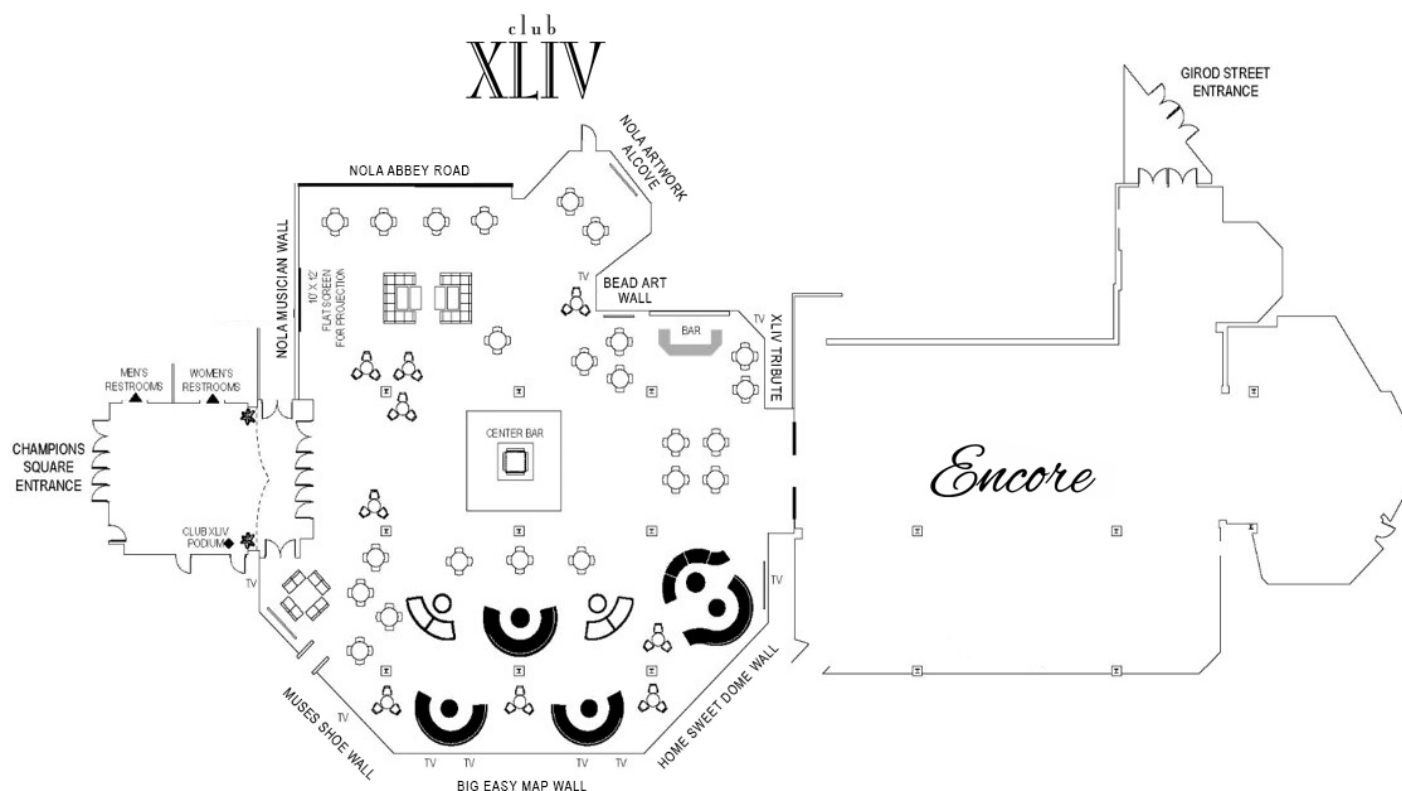 club
XLIV
GIROD STREET
ENTRANCE
NOLA ARTWORK
ALCOVE
NOLA ABBEY ROAD
NOLA MUSICIAN WALL
10' X 12'
FLAT SCREEN
FOR PROJECTION
TV
BEAD ART
WALL
BAR
TV
XLIV TRIBUTE
MEN'S
RESTROOMS
WOMEN'S
RESTROOMS
CHAMPIONS
SQUARE
ENTRANCE
CENTER BAR
Encore
CLUB XLIV
PODIUM
TV
TV
MUSES SHOE WALL
TV
HOME SWEET DOME WALL
TV
TV
TV
TV
BIG EASY MAP WALL